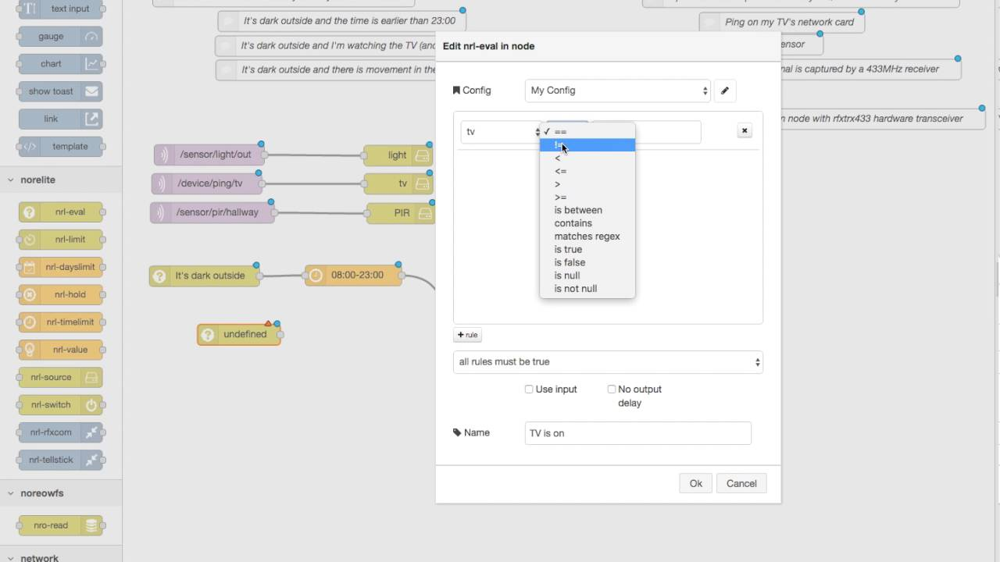 text input
gauge
chart
show toast
link
template
norelite
nrl-eval
nrl-limit
nrl-dayslimit
nrl-hold
nrl-timelimit
nrl-value
nrl-source
nrl-switch
nrl-rfxcom
nrl-tellstick
noreowfs
nro-read
network
It's dark outside and the time is earlier than 23:00
It's dark outside and I'm watching the TV (and
It's dark outside and there is movement in the
Ping on my TV's network card
ensor
nal is captured by a 433MHz receiver
n node with rfxtrx433 hardware transceiver
/sensor/light/out
light
/device/ping/tv
tv
/sensor/pir/hallway
PIR
It's dark outside
08:00-23:00
undefined
Edit nrl-eval in node
Config
My Config
tv
✓ ==
!=
<
<=
>
>=
is between
contains
matches regex
is true
is false
is null
is not null
+ rule
all rules must be true
Use input
No output
delay
Name
TV is on
Ok
Cancel